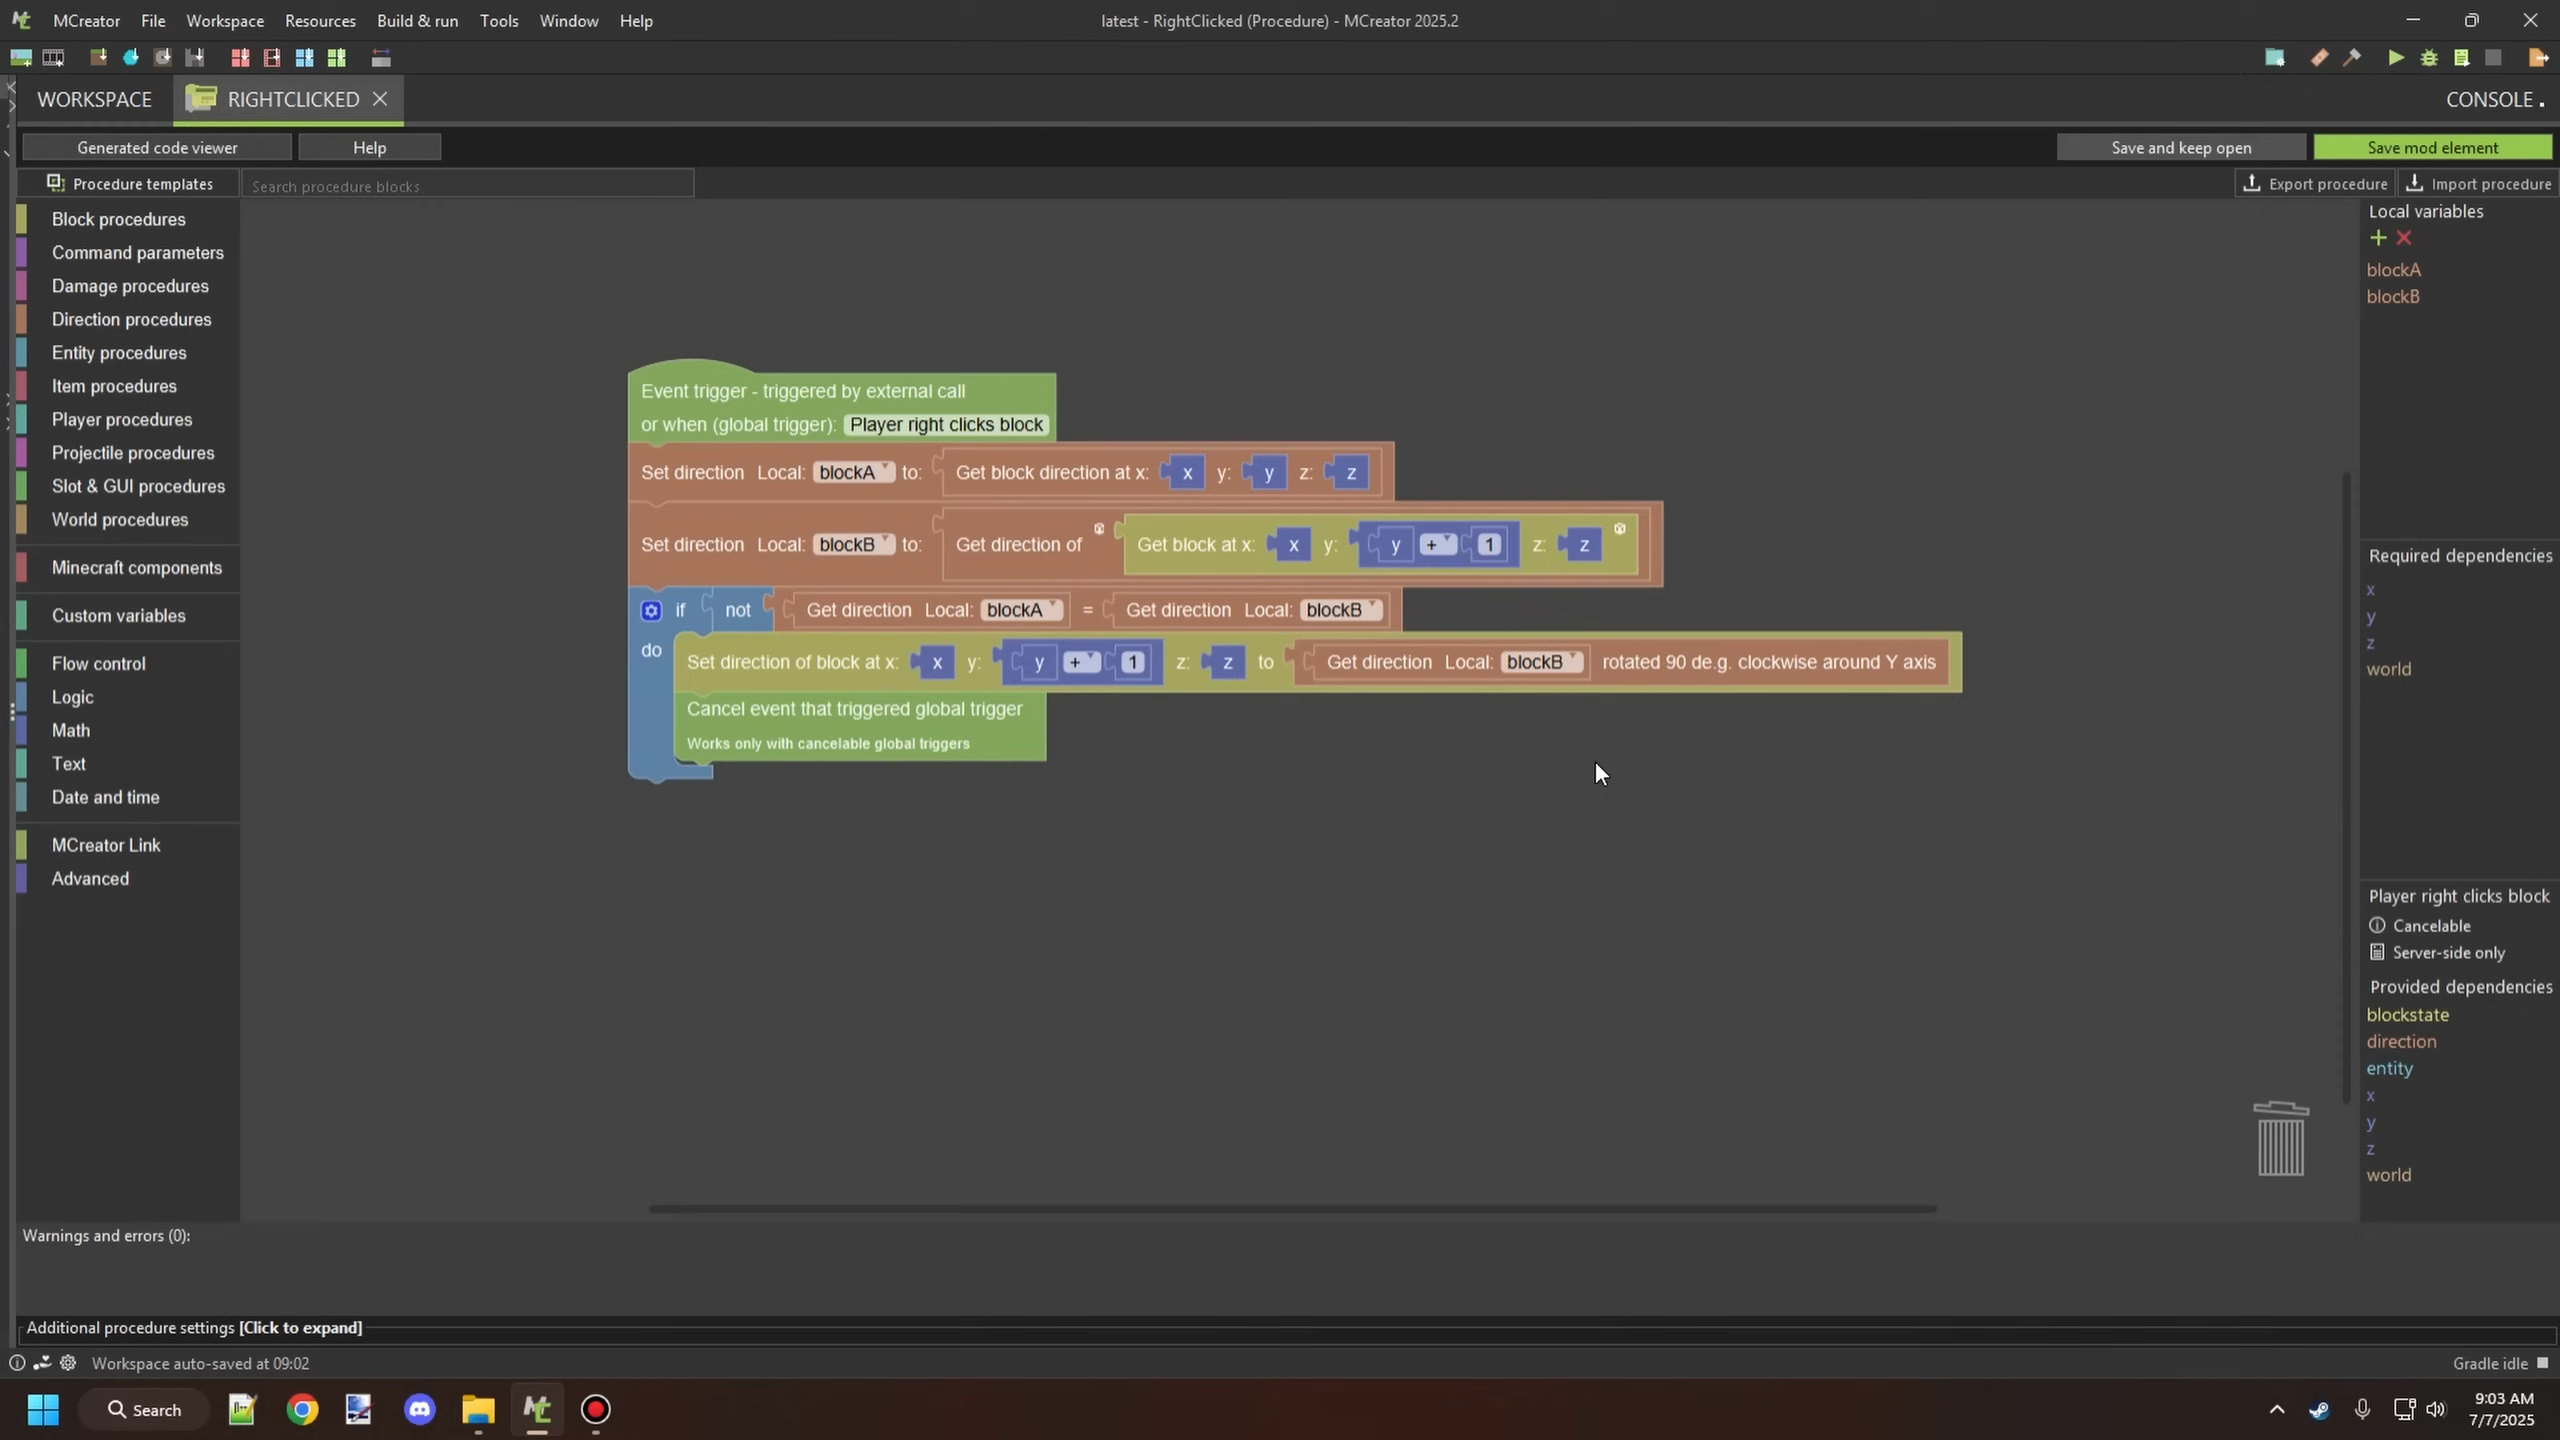 MCreator File Workspace Resources Build & run Tools Window Help
latest - RightClicked (Procedure) - MCreator 2025.2
WORKSPACE
RIGHTCLICKED
CONSOLE
Generated code viewer
Help
Save and keep open
Save mod element
Procedure templates
Search procedure blocks
Export procedure
Import procedure
Block procedures
Command parameters
Damage procedures
Direction procedures
Entity procedures
Item procedures
Player procedures
Projectile procedures
Slot & GUI procedures
World procedures
Minecraft components
Custom variables
Flow control
Logic
Math
Text
Date and time
MCreator Link
Advanced
Event trigger - triggered by external call
or when (global trigger): Player right clicks block
Set direction Local: blockA to: Get block direction at x: x y: y z: z
Set direction Local: blockB to: Get direction of Get block at x: x y: y + 1 z: z
if not Get direction Local: blockA = Get direction Local: blockB
do Set direction of block at x: x y: y + 1 z: z to Get direction Local: blockB rotated 90 de.g. clockwise around Y axis
Cancel event that triggered global trigger
Works only with cancelable global triggers
Local variables
blockA
blockB
Required dependencies
x
y
z
world
Player right clicks block
Cancelable
Server-side only
Provided dependencies
blockstate
direction
entity
x
y
z
world
Warnings and errors (0):
Additional procedure settings [Click to expand]
Workspace auto-saved at 09:02
Gradle idle
Search
9:03 AM
7/7/2025